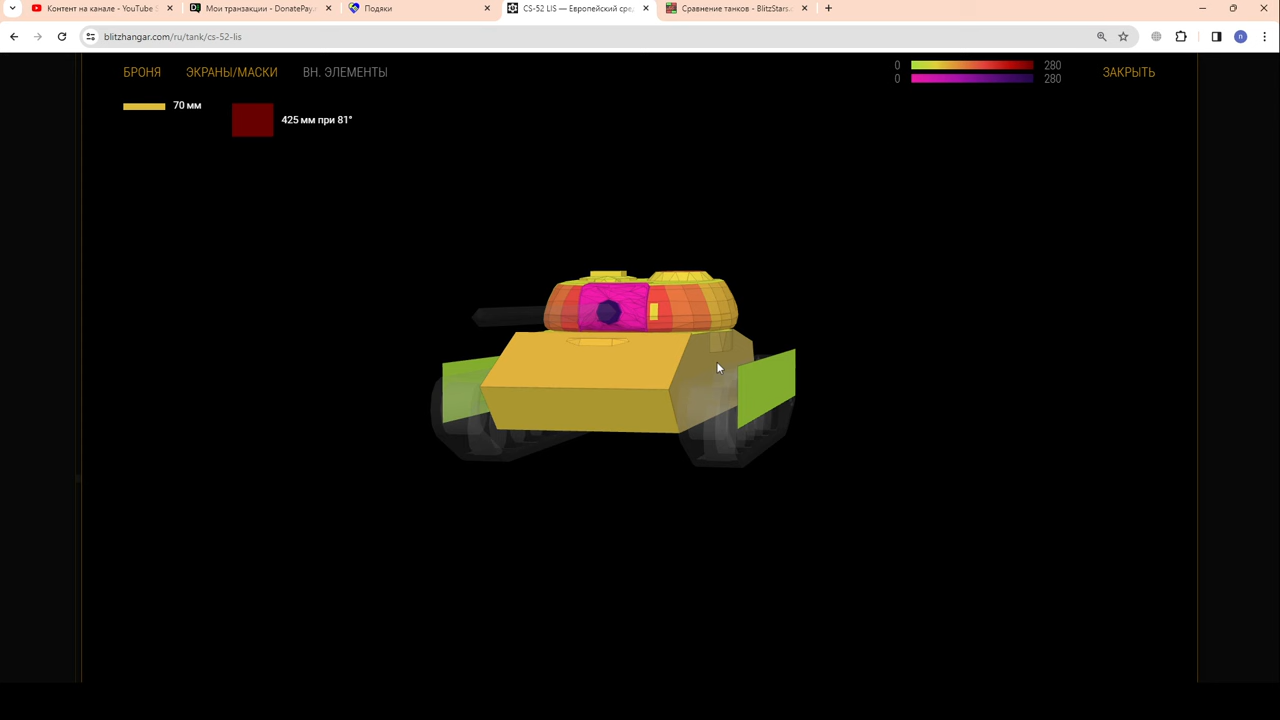 Контент на канале - YouTube S
Мои транзакции - DonatePay.
Подяки
CS-52 LIS — Европейский сре
Сравнение танков - BlitzStars.
blitzhangar.com/ru/tank/cs-52-lis
n
БРОНЯ ЭКРАНЫ/МАСКИ ВН. ЭЛЕМЕНТЫ
0 280
0 280
ЗАКРЫТЬ
70 мм
425 мм при 81°